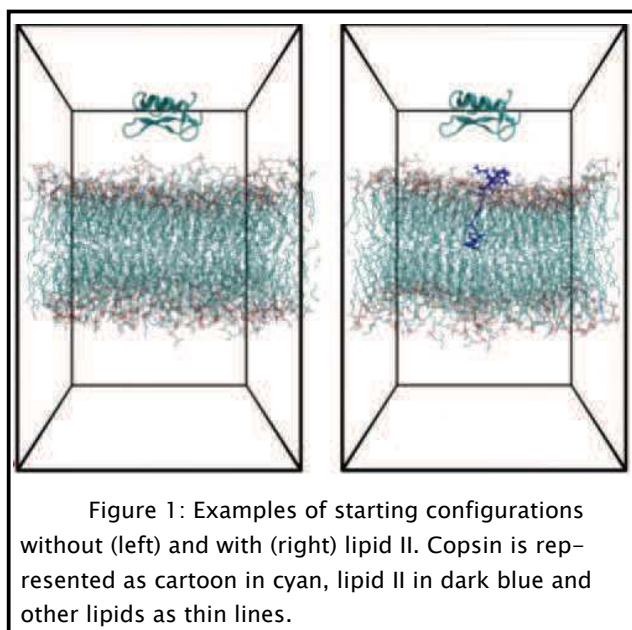 Figure 1: Examples of starting configurations
without (left) and with (right) lipid II. Copsin is rep-
resented as cartoon in cyan, lipid II in dark blue and
other lipids as thin lines.